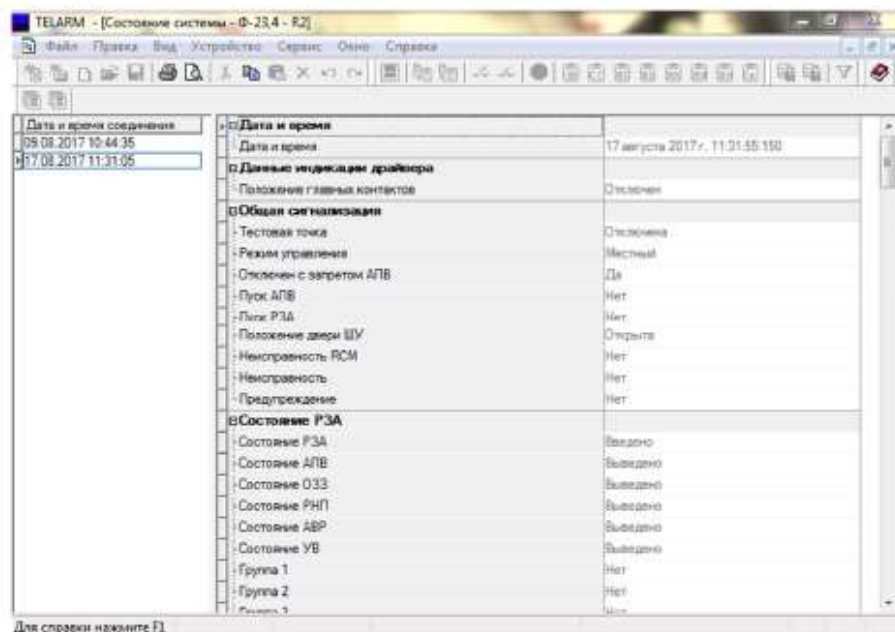 TELARM - [Состояние системы - Ф-23,4 - R2]
Файл Правка Вид Устройство Сервис Окно Справка
Дата и время соединения
09.08.2017 10:44:35
17.08.2017 11:31:05
Дата и время
Дата и время 17 августа 2017 г. 11:31:55.150
Данные индикации драйвера
Положение главных контактов Отключен
Общая сигнализация
Тестовая точка Отключена
Режим управления Местный
Отключен с запретом АПВ Да
Пуск АПВ Нет
Пуск РЗА Нет
Положение двери ШУ Открыта
Неисправность RCM Нет
Неисправность Нет
Предупреждение Нет
Состояние РЗА
Состояние РЗА Введено
Состояние АПВ Выведено
Состояние ОЗЗ Выведено
Состояние РНП Выведено
Состояние АВР Выведено
Состояние УВ Выведено
Группа 1 Нет
Группа 2 Нет
Для справки нажмите F1